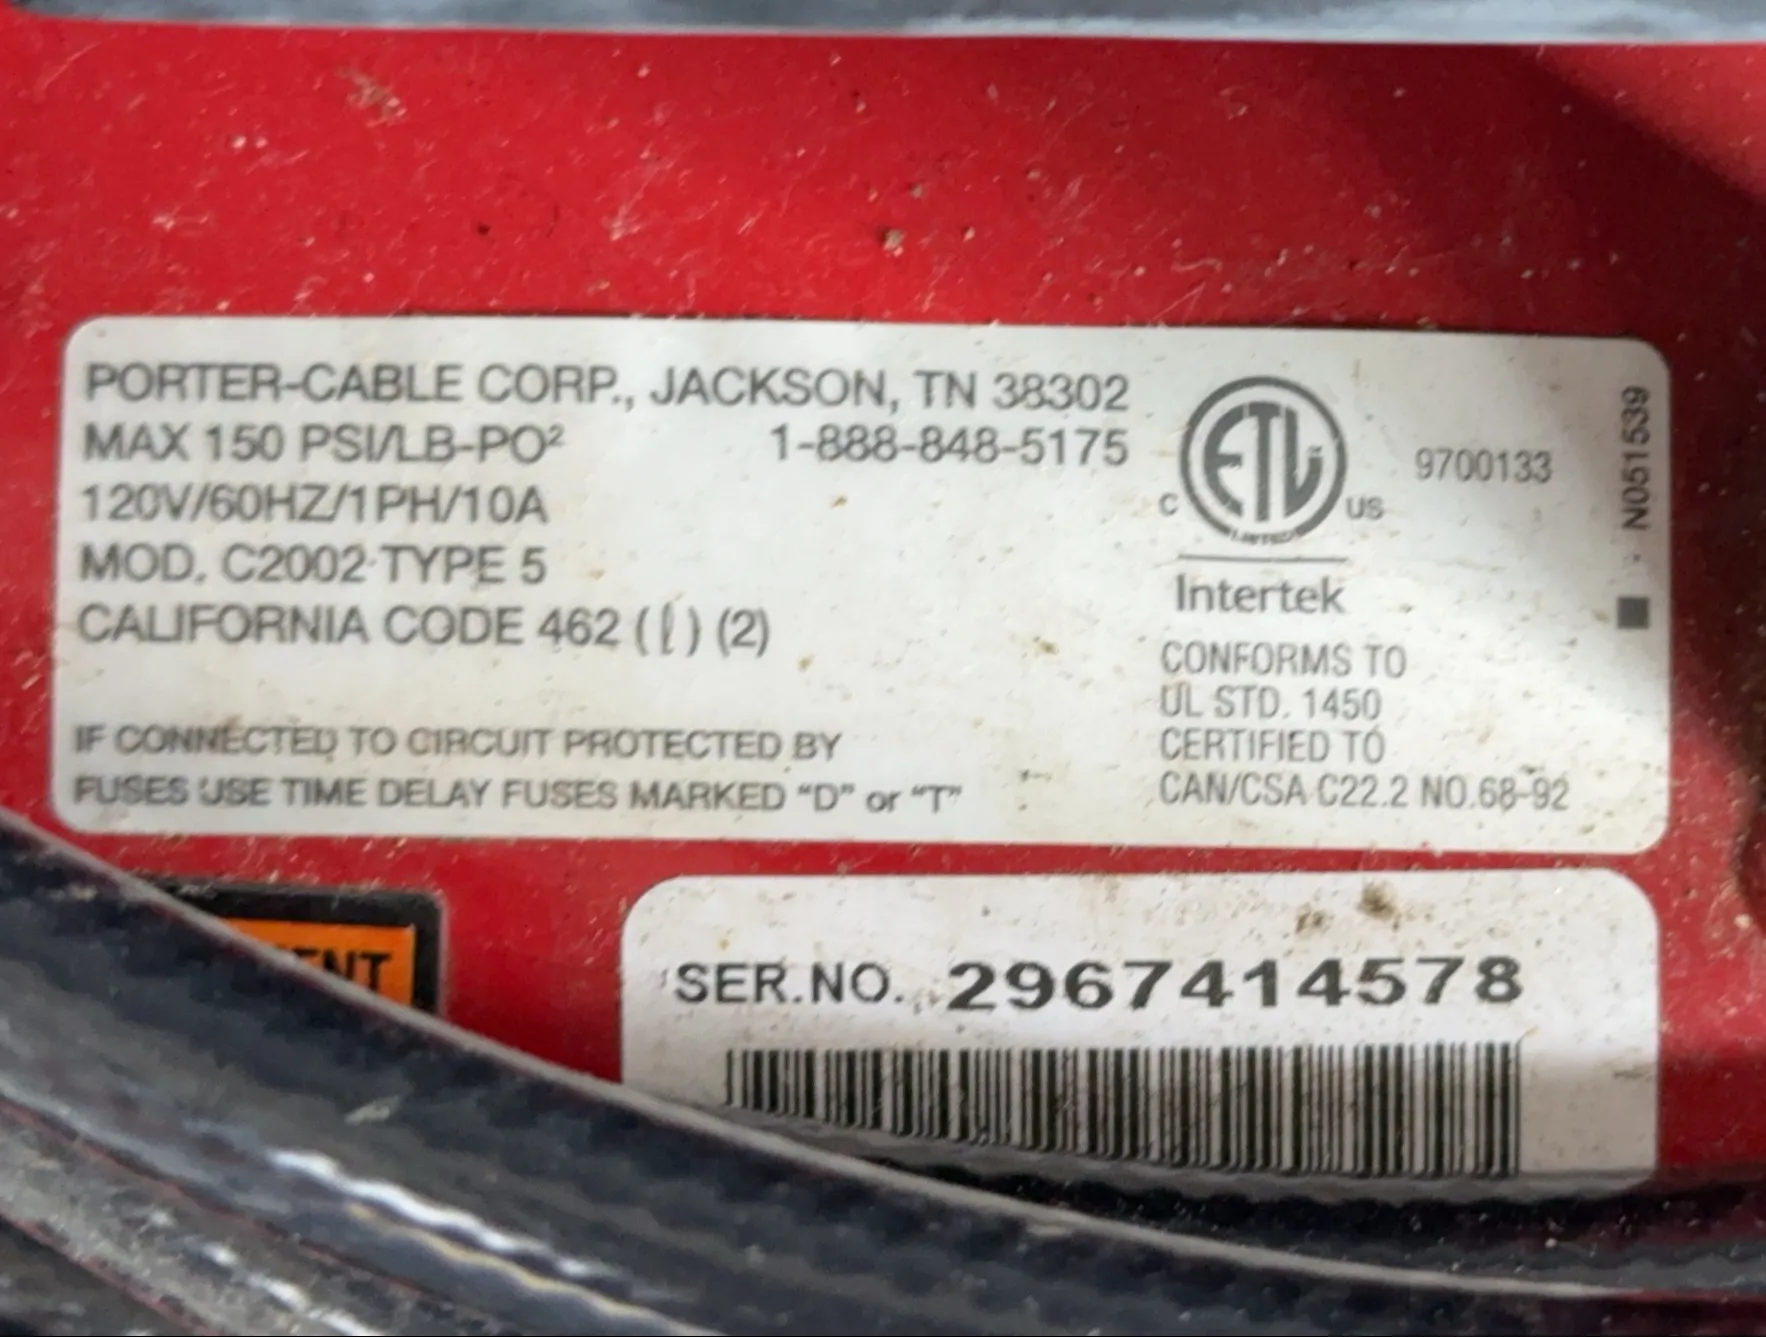 PORTER-CABLE CORP., JACKSON, TN 38302
MAX 150 PSI/LB-PO² 1-888-848-5175
120V/60HZ/1PH/10A
MOD. C2002 TYPE 5
CALIFORNIA CODE 462 (l) (2)
IF CONNECTED TO CIRCUIT PROTECTED BY
FUSES USE TIME DELAY FUSES MARKED "D" or "T"
ETL
LISTED
C US
9700133
Intertek
CONFORMS TO
UL STD. 1450
CERTIFIED TO
CAN/CSA C22.2 NO.68-92
N051539
SER.NO. 2967414578